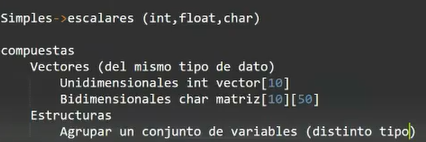 Simples->escalares (int,float,char)
compuestas
Vectores (del mismo tipo de dato)
Unidimensionales int vector[10]
Bidimensionales char matriz[10][50]
Estructuras
Agrupar un conjunto de variables (distinto tipo)